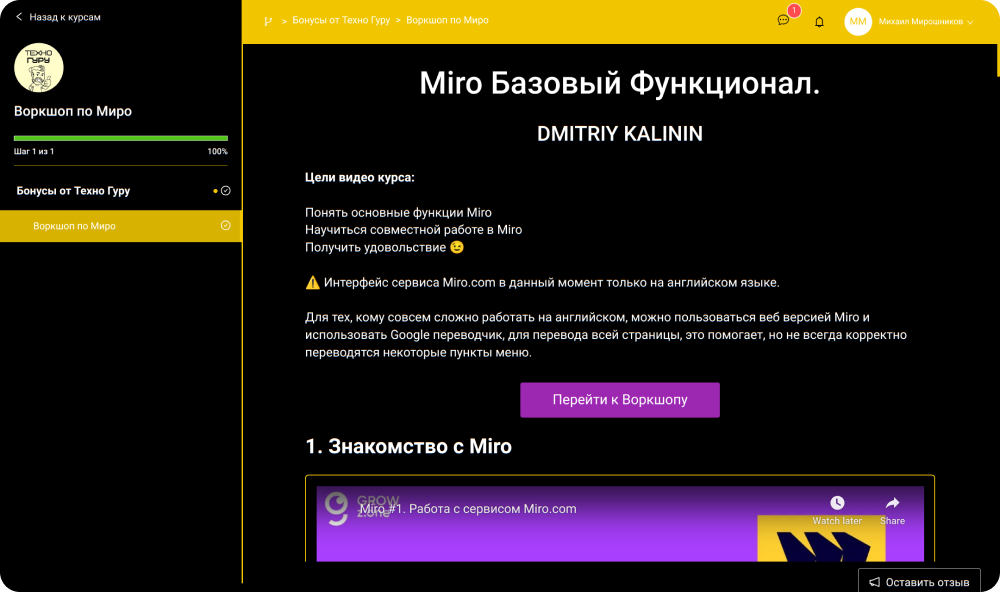 Назад к курсам
> Бонусы от Техно Гуру > Воркшоп по Миро
1
ММ
Михаил Мирошников
ТЕХНО
ГУРУ
Воркшоп по Миро
Шаг 1 из 1
100%
Бонусы от Техно Гуру
Воркшоп по Миро
Miro Базовый Функционал.
DMITRIY KALININ
Цели видео курса:
Понять основные функции Miro
Научиться совместной работе в Miro
Получить удовольствие 😉
⚠️ Интерфейс сервиса Miro.com в данный момент только на английском языке.
Для тех, кому совсем сложно работать на английском, можно пользоваться веб версией Miro и
использовать Google переводчик, для перевода всей страницы, это помогает, но не всегда корректно
переводятся некоторые пункты меню.
Перейти к Воркшопу
1. Знакомство с Miro
GROW
z.one
Miro #1. Работа с сервисом Miro.com
Watch later
Share
Оставить отзыв